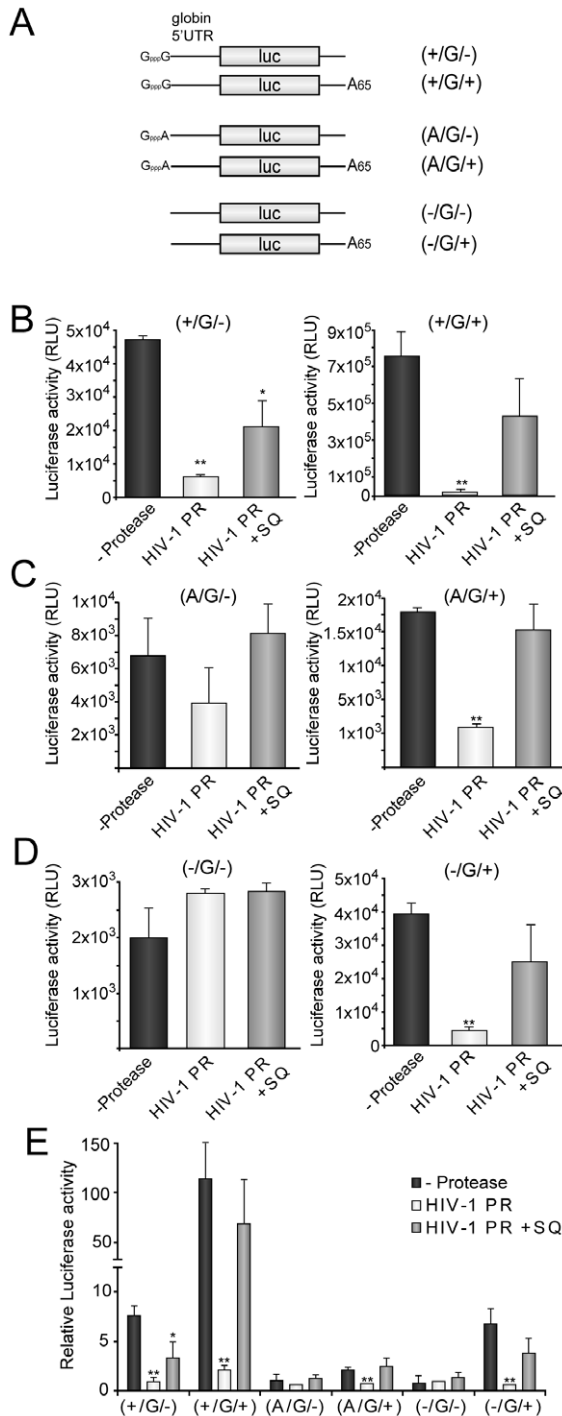 A
globin
5'UTR
GpppG luc (+/G/-)
GpppG luc A65 (+/G/+)
GpppA luc (A/G/-)
GpppA luc A65 (A/G/+)
luc (-/G/-)
luc A65 (-/G/+)
B
(+/G/-)
Luciferase activity (RLU)
5x10⁴
4x10⁴
2x10⁴
1x10⁴
0
**
*
- Protease
HIV-1 PR
HIV-1 PR
+SQ
(+/G/+)
Luciferase activity (RLU)
9x10⁵
7x10⁵
5x10⁵
3x10⁵
1x10⁵
0
**
- Protease
HIV-1 PR
HIV-1 PR
+SQ
C
(A/G/-)
Luciferase activity (RLU)
1x10⁴
8x10³
6x10³
4x10³
2x10³
-Protease
HIV-1 PR
HIV-1 PR
+SQ
(A/G/+)
Luciferase activity (RLU)
2x10⁴
1.5x10⁴
1x10³
1x10³
**
-Protease
HIV-1 PR
HIV-1 PR
+SQ
D
(-/G/-)
Luciferase activity (RLU)
3x10³
2x10³
1x10³
-Protease
HIV-1 PR
HIV-1 PR
+SQ
(-/G/+)
Luciferase activity (RLU)
5x10⁴
4x10⁴
3x10⁴
2x10⁴
1x10⁴
0
**
- Protease
HIV-1 PR
HIV-1 PR
+SQ
E
Relative Luciferase activity
150
100
50
10
5
0
- Protease
HIV-1 PR
HIV-1 PR +SQ
**
*
**
**
**
(+/G/-) (+/G/+) (A/G/-) (A/G/+) (-/G/-) (-/G/+)